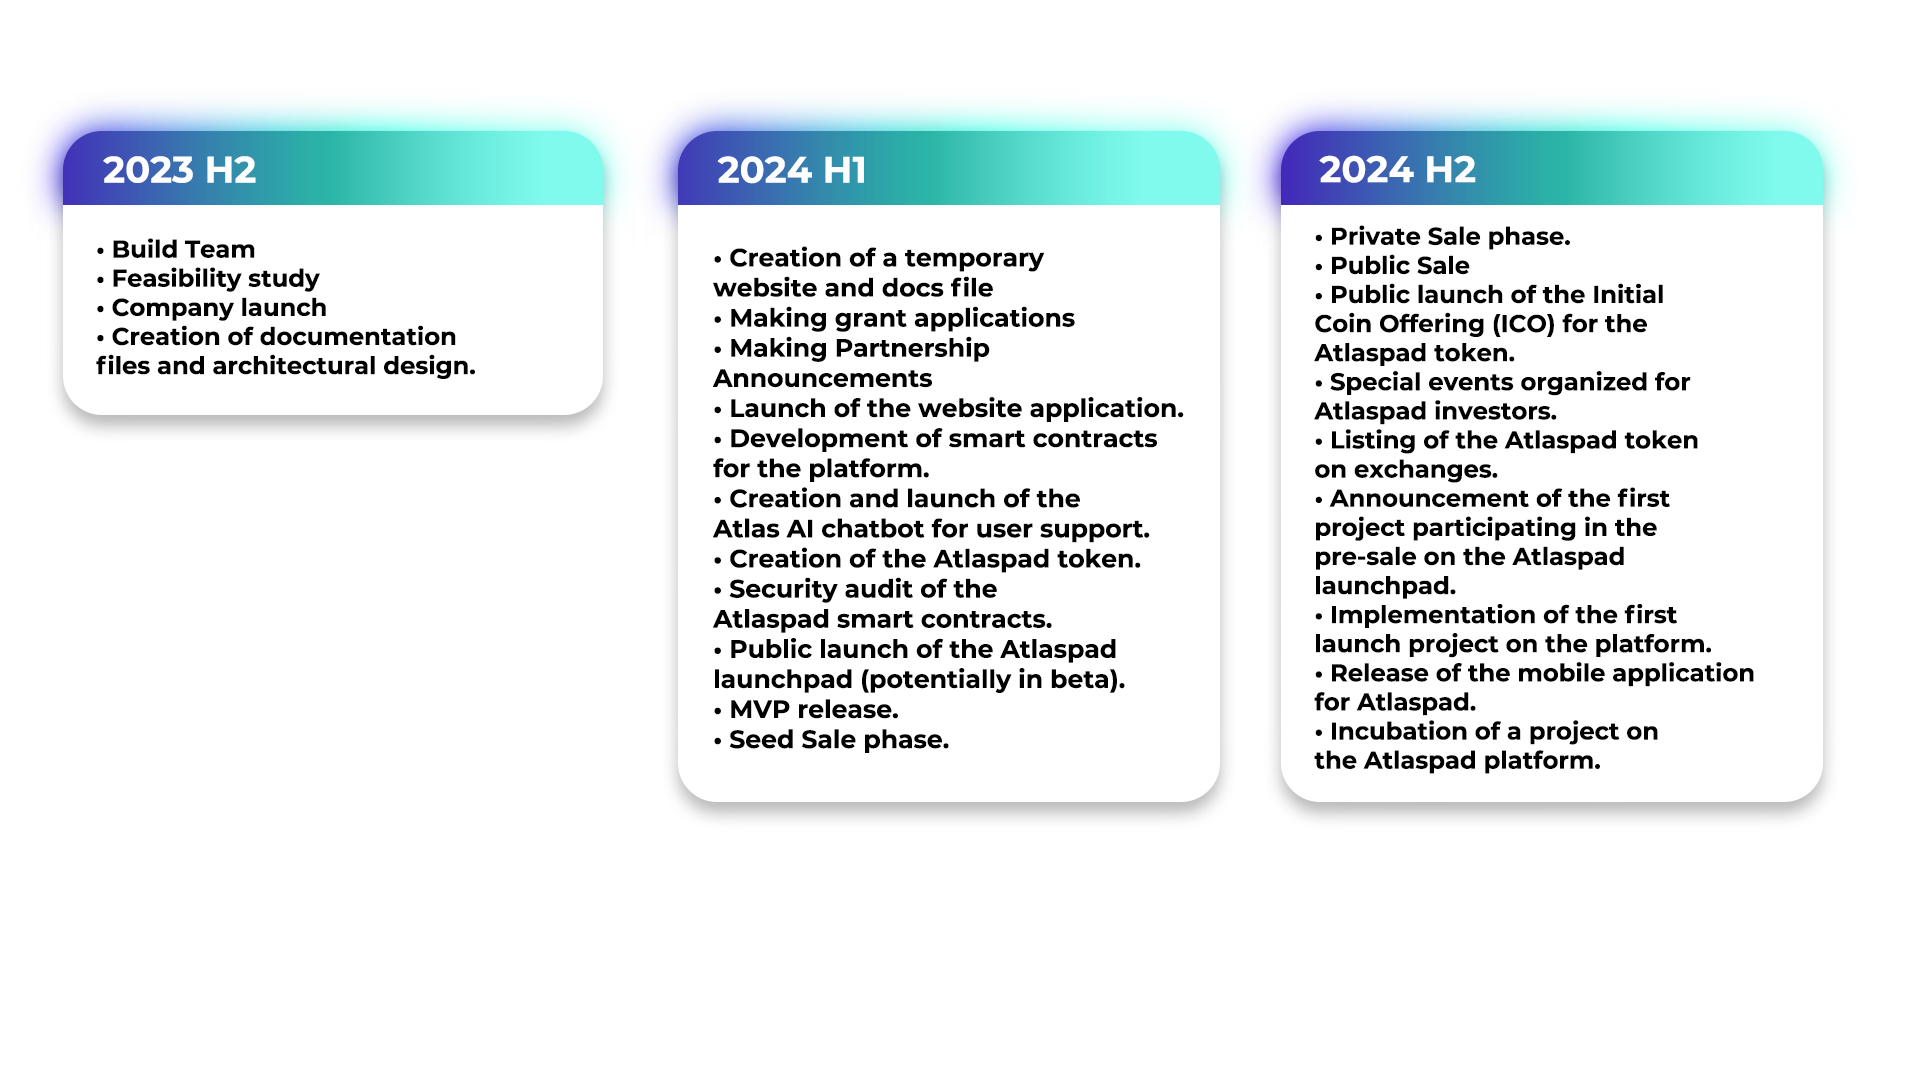 2023 H2
• Build Team
• Feasibility study
• Company launch
• Creation of documentation
files and architectural design.
2024 H1
• Creation of a temporary
website and docs file
• Making grant applications
• Making Partnership
Announcements
• Launch of the website application.
• Development of smart contracts
for the platform.
• Creation and launch of the
Atlas AI chatbot for user support.
• Creation of the Atlaspad token.
• Security audit of the
Atlaspad smart contracts.
• Public launch of the Atlaspad
launchpad (potentially in beta).
• MVP release.
• Seed Sale phase.
2024 H2
• Private Sale phase.
• Public Sale
• Public launch of the Initial
Coin Offering (ICO) for the
Atlaspad token.
• Special events organized for
Atlaspad investors.
• Listing of the Atlaspad token
on exchanges.
• Announcement of the first
project participating in the
pre-sale on the Atlaspad
launchpad.
• Implementation of the first
launch project on the platform.
• Release of the mobile application
for Atlaspad.
• Incubation of a project on
the Atlaspad platform.